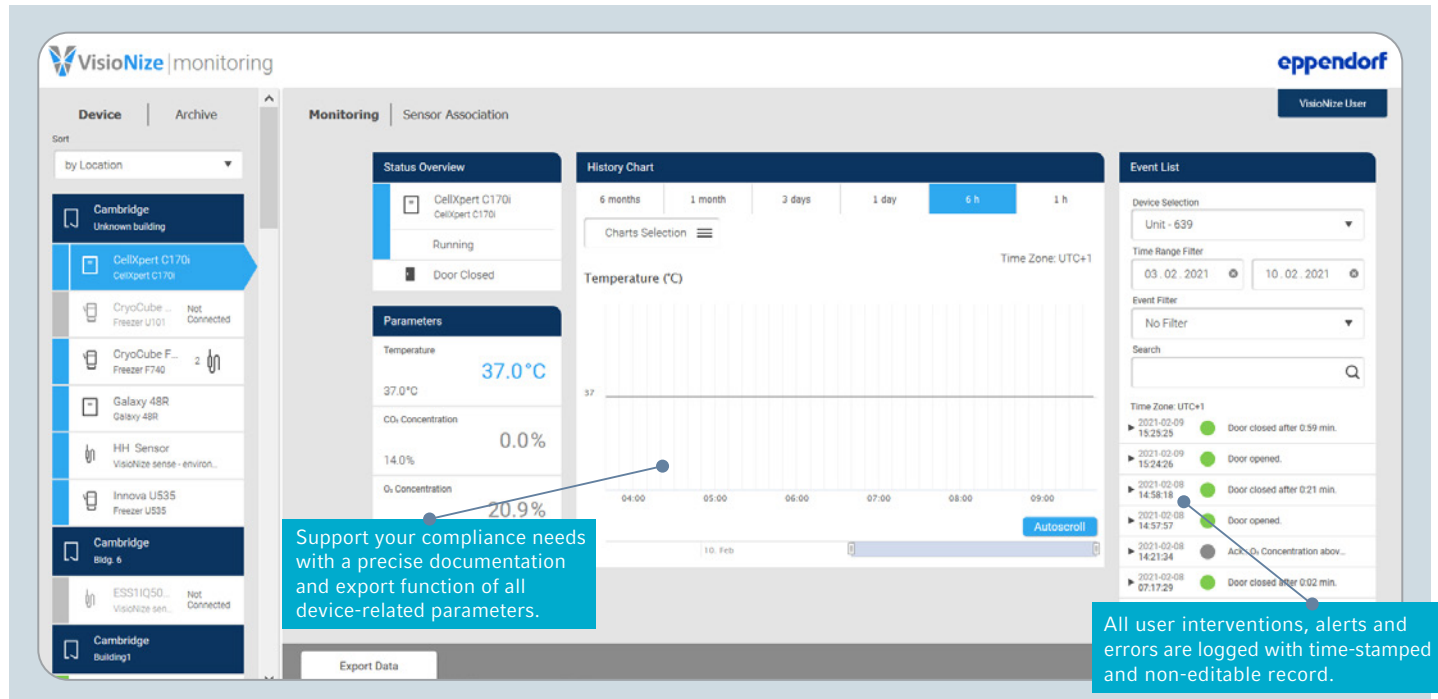 VisioNize | monitoring
eppendorf
Device | Archive
Sort
by Location
Cambridge
Unknown building
CellXpert C170i
CellXpert C170i
CryoCube ...
Freezer U101
Not
Connected
CryoCube F...
Freezer F740
2
Galaxy 48R
Galaxy 48R
HH Sensor
VisioNize sense - environ...
Innova U535
Freezer U535
Cambridge
Bldg. 6
ESS1IQ50...
VisioNize sen...
Not
Connected
Cambridge
Building1
Monitoring | Sensor Association
VisioNize User
Status Overview
CellXpert C170i
CellXpert C170i
Running
Door Closed
Parameters
Temperature
37.0°C
37.0°C
CO₂ Concentration
0.0%
14.0%
O₂ Concentration
20.9%
History Chart
6 months 1 month 3 days 1 day 6 h 1 h
Charts Selection
Time Zone: UTC+1
Temperature (°C)
37
04:00 05:00 06:00 07:00 08:00 09:00
Autoscroll
10. Feb
Export Data
Support your compliance needs
with a precise documentation
and export function of all
device-related parameters.
Event List
Device Selection
Unit - 639
Time Range Filter
03 . 02 . 2021 10 . 02 . 2021
Event Filter
No Filter
Search
Time Zone: UTC+1
2021-02-09
15:25:25
Door closed after 0:59 min.
2021-02-09
15:24:26
Door opened.
2021-02-08
14:58:18
Door closed after 0:21 min.
2021-02-08
14:57:57
Door opened.
2021-02-08
14:21:34
Ack: O₂ Concentration abov...
2021-02-08
07:17:29
Door closed after 0:02 min.
All user interventions, alerts and
errors are logged with time-stamped
and non-editable record.